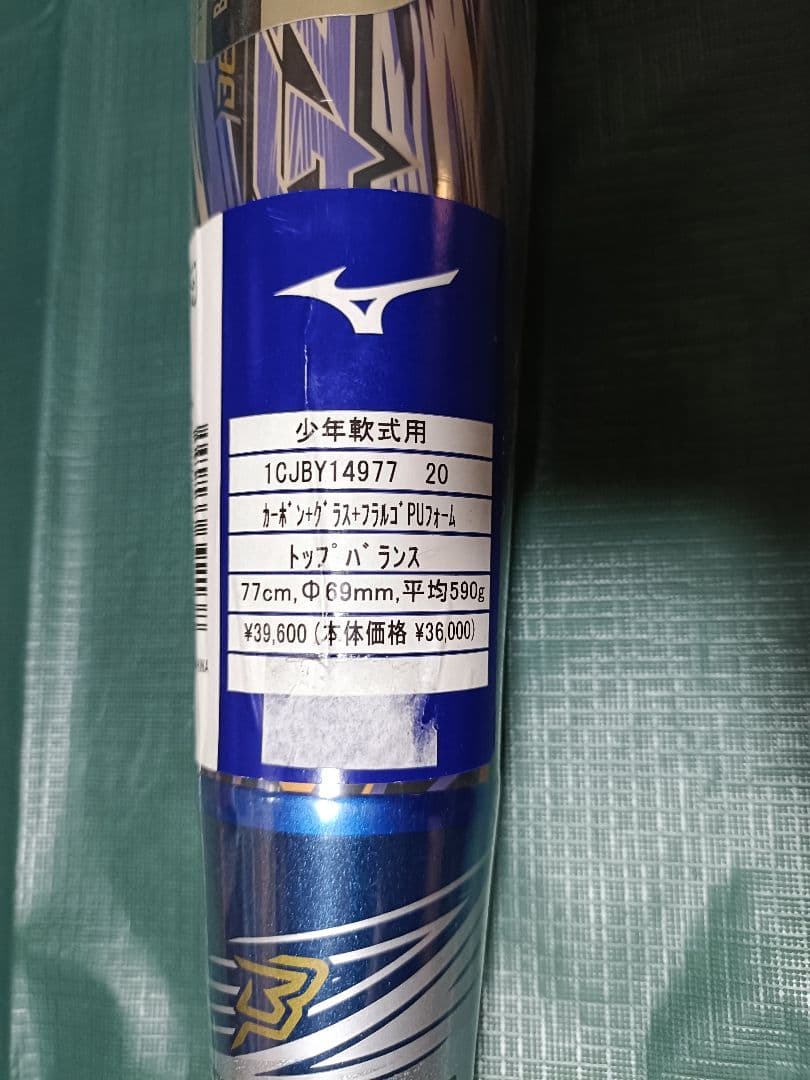 少年軟式用
1CJBY14977 20
カーボン+グラス+フラルゴPUフォーム
トップバランス
77cm,Φ69mm,平均590g
¥39,600(本体価格 ¥36,000)